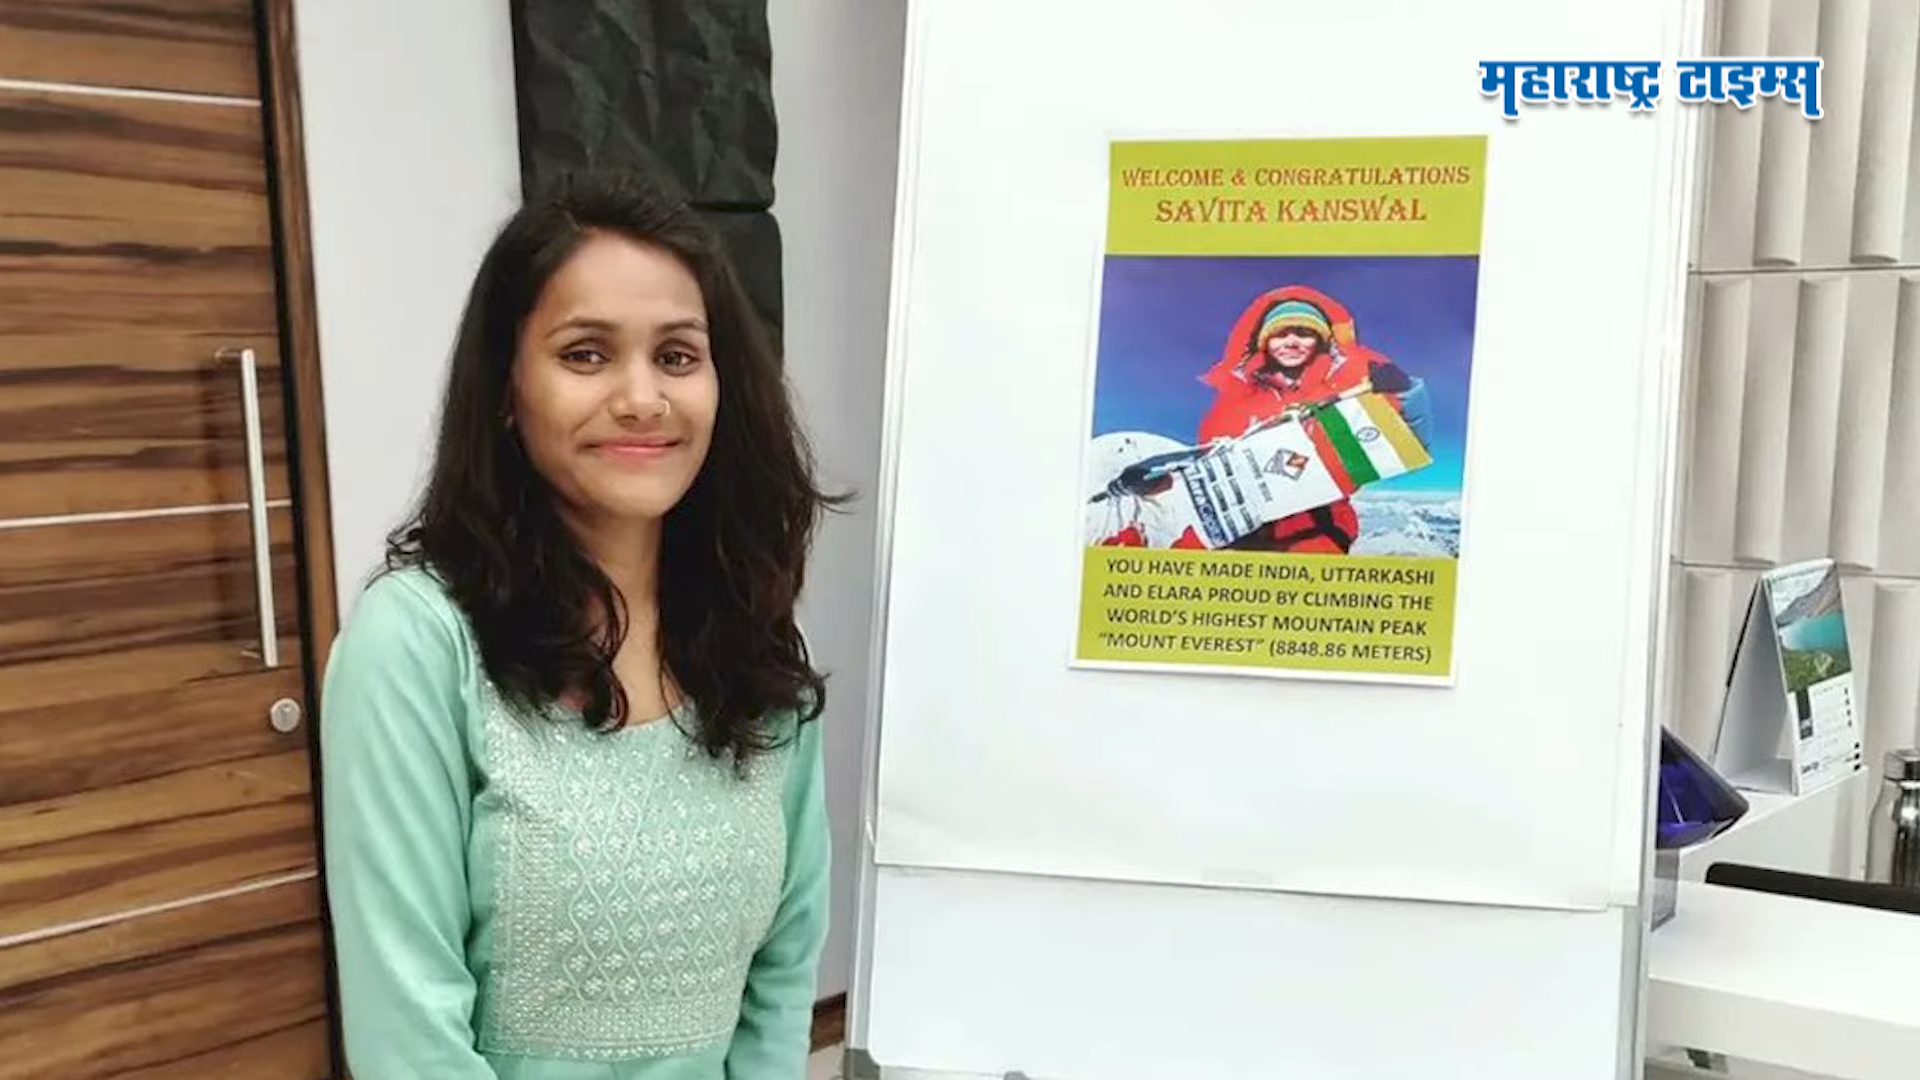 महाराष्ट्र टाइम्स
WELCOME & CONGRATULATIONS
SAVITA KANSWAL
YOU HAVE MADE INDIA, UTTARKASHI
AND ELARA PROUD BY CLIMBING THE
WORLD'S HIGHEST MOUNTAIN PEAK
"MOUNT EVEREST" (8848.86 METERS)